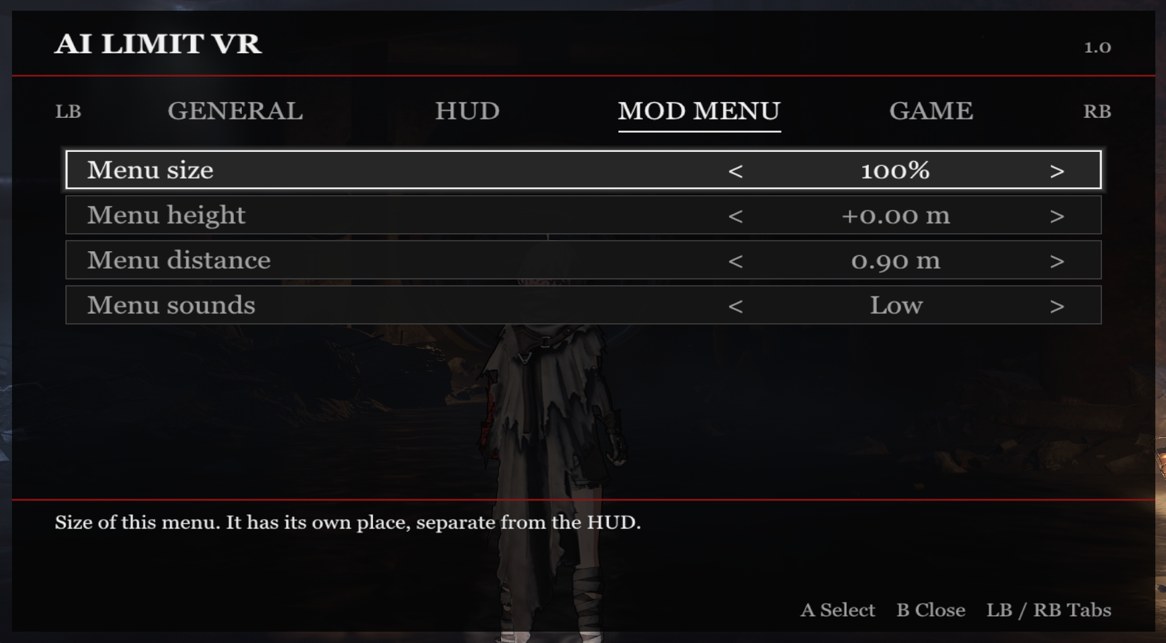 AI LIMIT VR
1.0
LB GENERAL HUD MOD MENU GAME RB
Menu size < 100% >
Menu height < +0.00 m >
Menu distance < 0.90 m >
Menu sounds < Low >
Size of this menu. It has its own place, separate from the HUD.
A Select B Close LB / RB Tabs